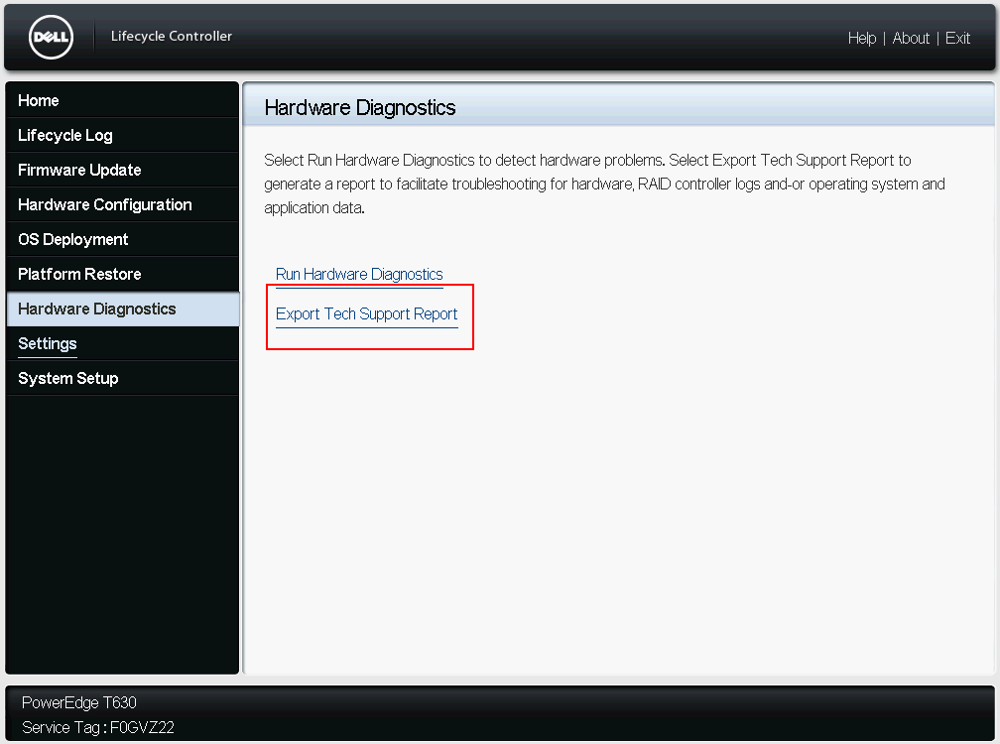 DELL
Lifecycle Controller
Help | About | Exit
Home
Lifecycle Log
Firmware Update
Hardware Configuration
OS Deployment
Platform Restore
Hardware Diagnostics
Settings
System Setup
Hardware Diagnostics
Select Run Hardware Diagnostics to detect hardware problems. Select Export Tech Support Report to
generate a report to facilitate troubleshooting for hardware, RAID controller logs and-or operating system and
application data.
Run Hardware Diagnostics
Export Tech Support Report
PowerEdge T630
Service Tag : F0GVZ22